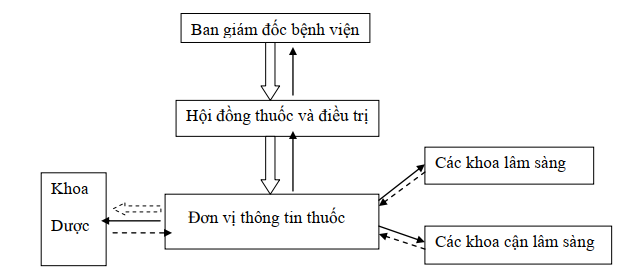 Ban giám đốc bệnh viện
Hội đồng thuốc và điều trị
Các khoa lâm sàng
Khoa
Dược
Đơn vị thông tin thuốc
Các khoa cận lâm sàng